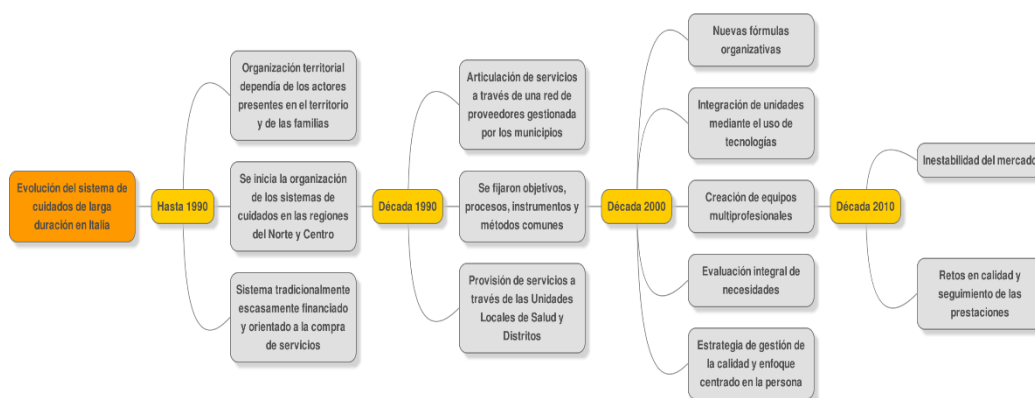 Evolución del sistema de
cuidados de larga
duración en Italia
Hasta 1990
Organización territorial
dependía de los actores
presentes en el territorio
y de las familias
Se inicia la organización
de los sistemas de
cuidados en las regiones
del Norte y Centro
Sistema tradicionalmente
escasamente financiado
y orientado a la compra
de servicios
Década 1990
Articulación de servicios
a través de una red de
proveedores gestionada
por los municipios
Se fijaron objetivos,
procesos, instrumentos y
métodos comunes
Provisión de servicios a
través de las Unidades
Locales de Salud y
Distritos
Década 2000
Nuevas fórmulas
organizativas
Integración de unidades
mediante el uso de
tecnologías
Creación de equipos
multiprofesionales
Evaluación integral de
necesidades
Estrategia de gestión de
la calidad y enfoque
centrado en la persona
Década 2010
Inestabilidad del mercado
Retos en calidad y
seguimiento de las
prestaciones